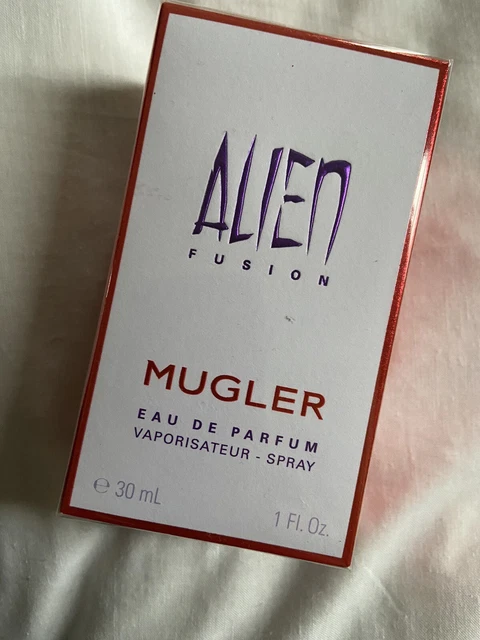 ALIEN
FUSION
MUGLER
EAU DE PARFUM
VAPORISATEUR - SPRAY
℮ 30 mL
1 Fl. Oz.